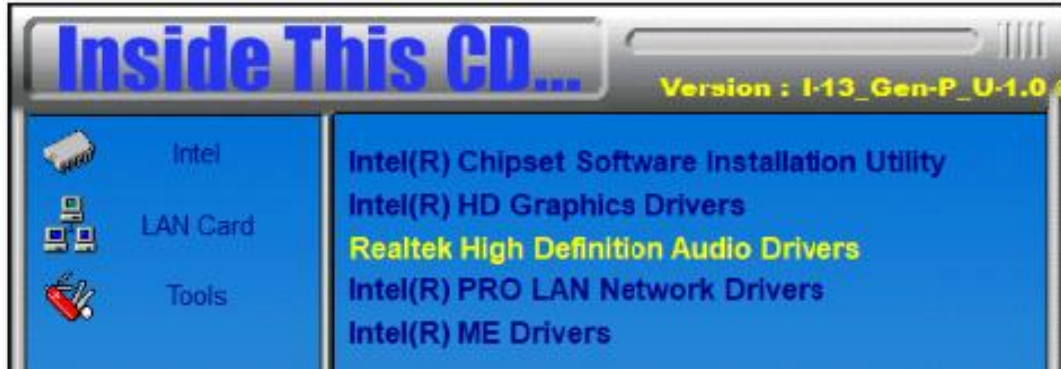 Inside This CD...
Version : I-13_Gen-P_U-1.0
Intel
LAN Card
Tools
Intel(R) Chipset Software Installation Utility
Intel(R) HD Graphics Drivers
Realtek High Definition Audio Drivers
Intel(R) PRO LAN Network Drivers
Intel(R) ME Drivers